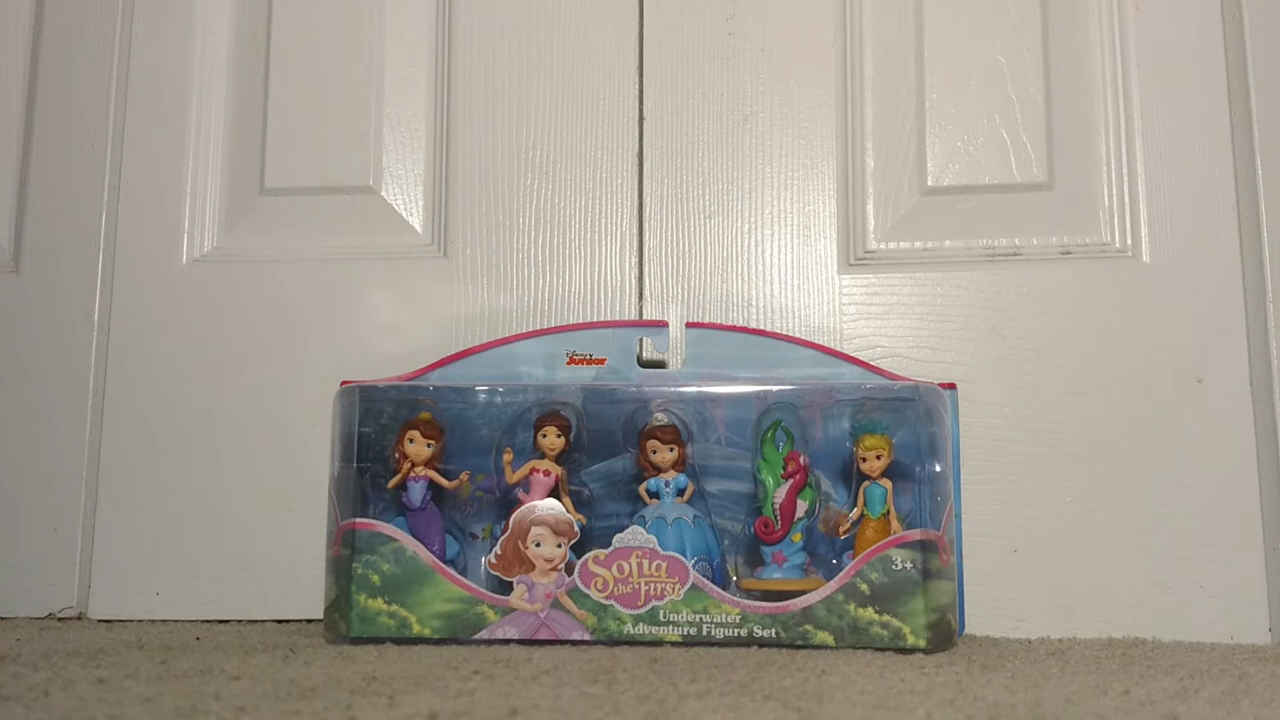 Disney
Junior
Sofia
the First
3+
Underwater
Adventure Figure Set